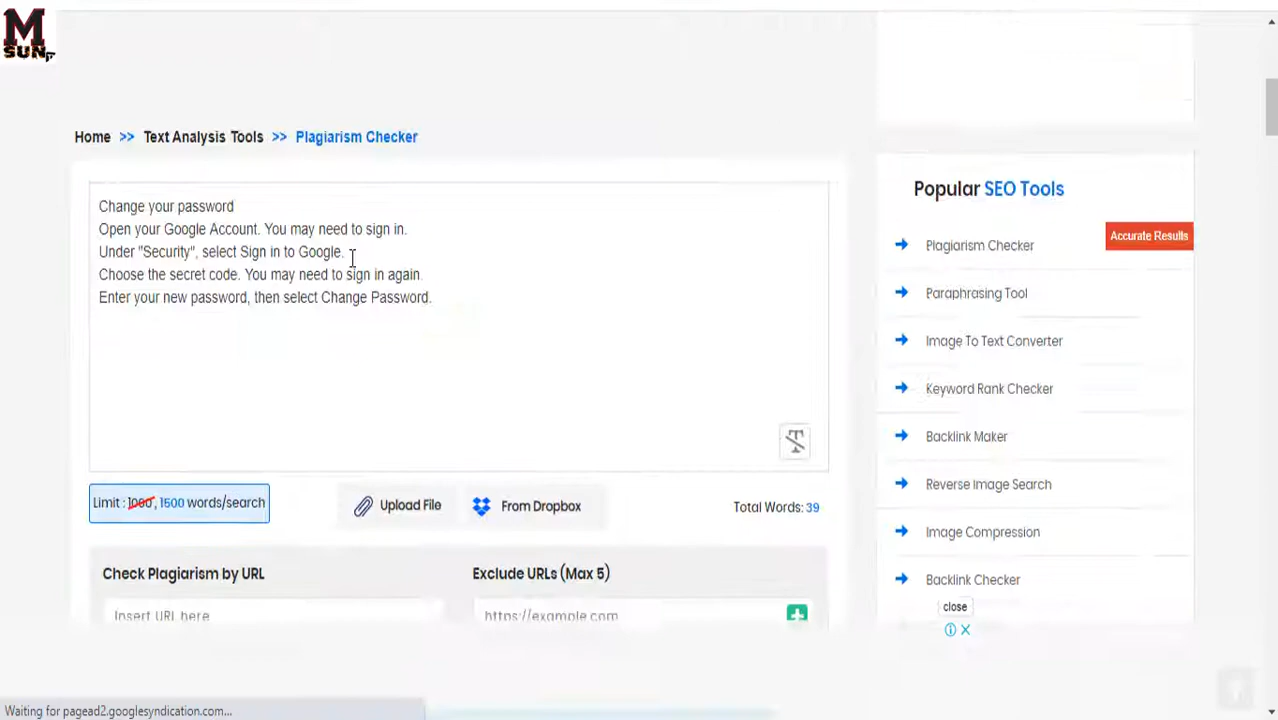 M
SUN
Home >> Text Analysis Tools >> Plagiarism Checker
Change your password
Open your Google Account. You may need to sign in.
Under "Security", select Sign in to Google.
Choose the secret code. You may need to sign in again.
Enter your new password, then select Change Password.
Limit : 1000, 1500 words/search
Upload File
From Dropbox
Total Words: 39
Check Plagiarism by URL
Exclude URLs (Max 5)
Insert URL here
https://example.com
Popular SEO Tools
Accurate Results
Plagiarism Checker
Paraphrasing Tool
Image To Text Converter
Keyword Rank Checker
Backlink Maker
Reverse Image Search
Image Compression
Backlink Checker
close
Waiting for pagead2.googlesyndication.com...